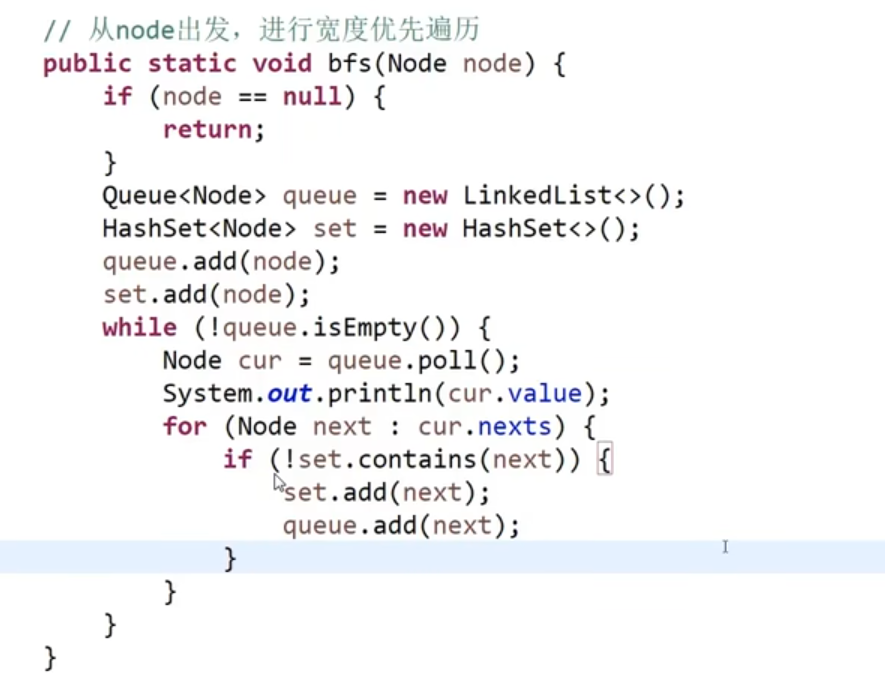 // 从node出发，进行宽度优先遍历
public static void bfs(Node node) {
    if (node == null) {
        return;
    }
    Queue<Node> queue = new LinkedList<>();
    HashSet<Node> set = new HashSet<>();
    queue.add(node);
    set.add(node);
    while (!queue.isEmpty()) {
        Node cur = queue.poll();
        System.out.println(cur.value);
        for (Node next : cur.nexts) {
            if (!set.contains(next)) {
                set.add(next);
                queue.add(next);
            }
        }
    }
}